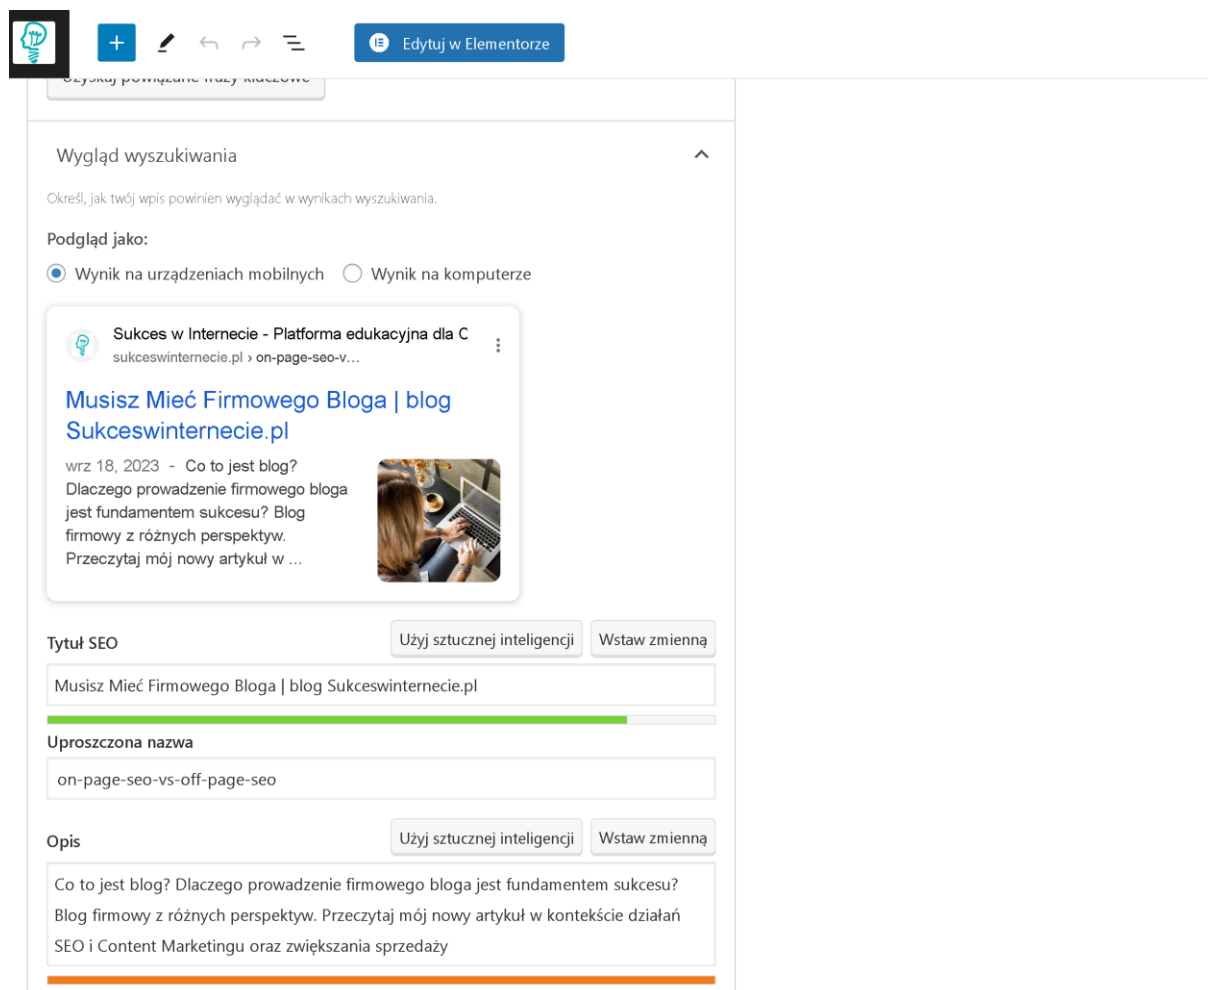 Edytuj w Elementorze
Uzyskaj powiązane frazy kluczowe
Wygląd wyszukiwania
Określ, jak twój wpis powinien wyglądać w wynikach wyszukiwania.
Podgląd jako:
Wynik na urządzeniach mobilnych Wynik na komputerze
Sukces w Internecie - Platforma edukacyjna dla C
sukceswinternecie.pl › on-page-seo-v…
Musisz Mieć Firmowego Bloga | blog
Sukceswinternecie.pl
wrz 18, 2023 - Co to jest blog?
Dlaczego prowadzenie firmowego bloga
jest fundamentem sukcesu? Blog
firmowy z różnych perspektyw.
Przeczytaj mój nowy artykuł w ...
Tytuł SEO Użyj sztucznej inteligencji Wstaw zmienną
Musisz Mieć Firmowego Bloga | blog Sukceswinternecie.pl
Uproszczona nazwa
on-page-seo-vs-off-page-seo
Opis Użyj sztucznej inteligencji Wstaw zmienną
Co to jest blog? Dlaczego prowadzenie firmowego bloga jest fundamentem sukcesu?
Blog firmowy z różnych perspektyw. Przeczytaj mój nowy artykuł w kontekście działań
SEO i Content Marketingu oraz zwiększania sprzedaży